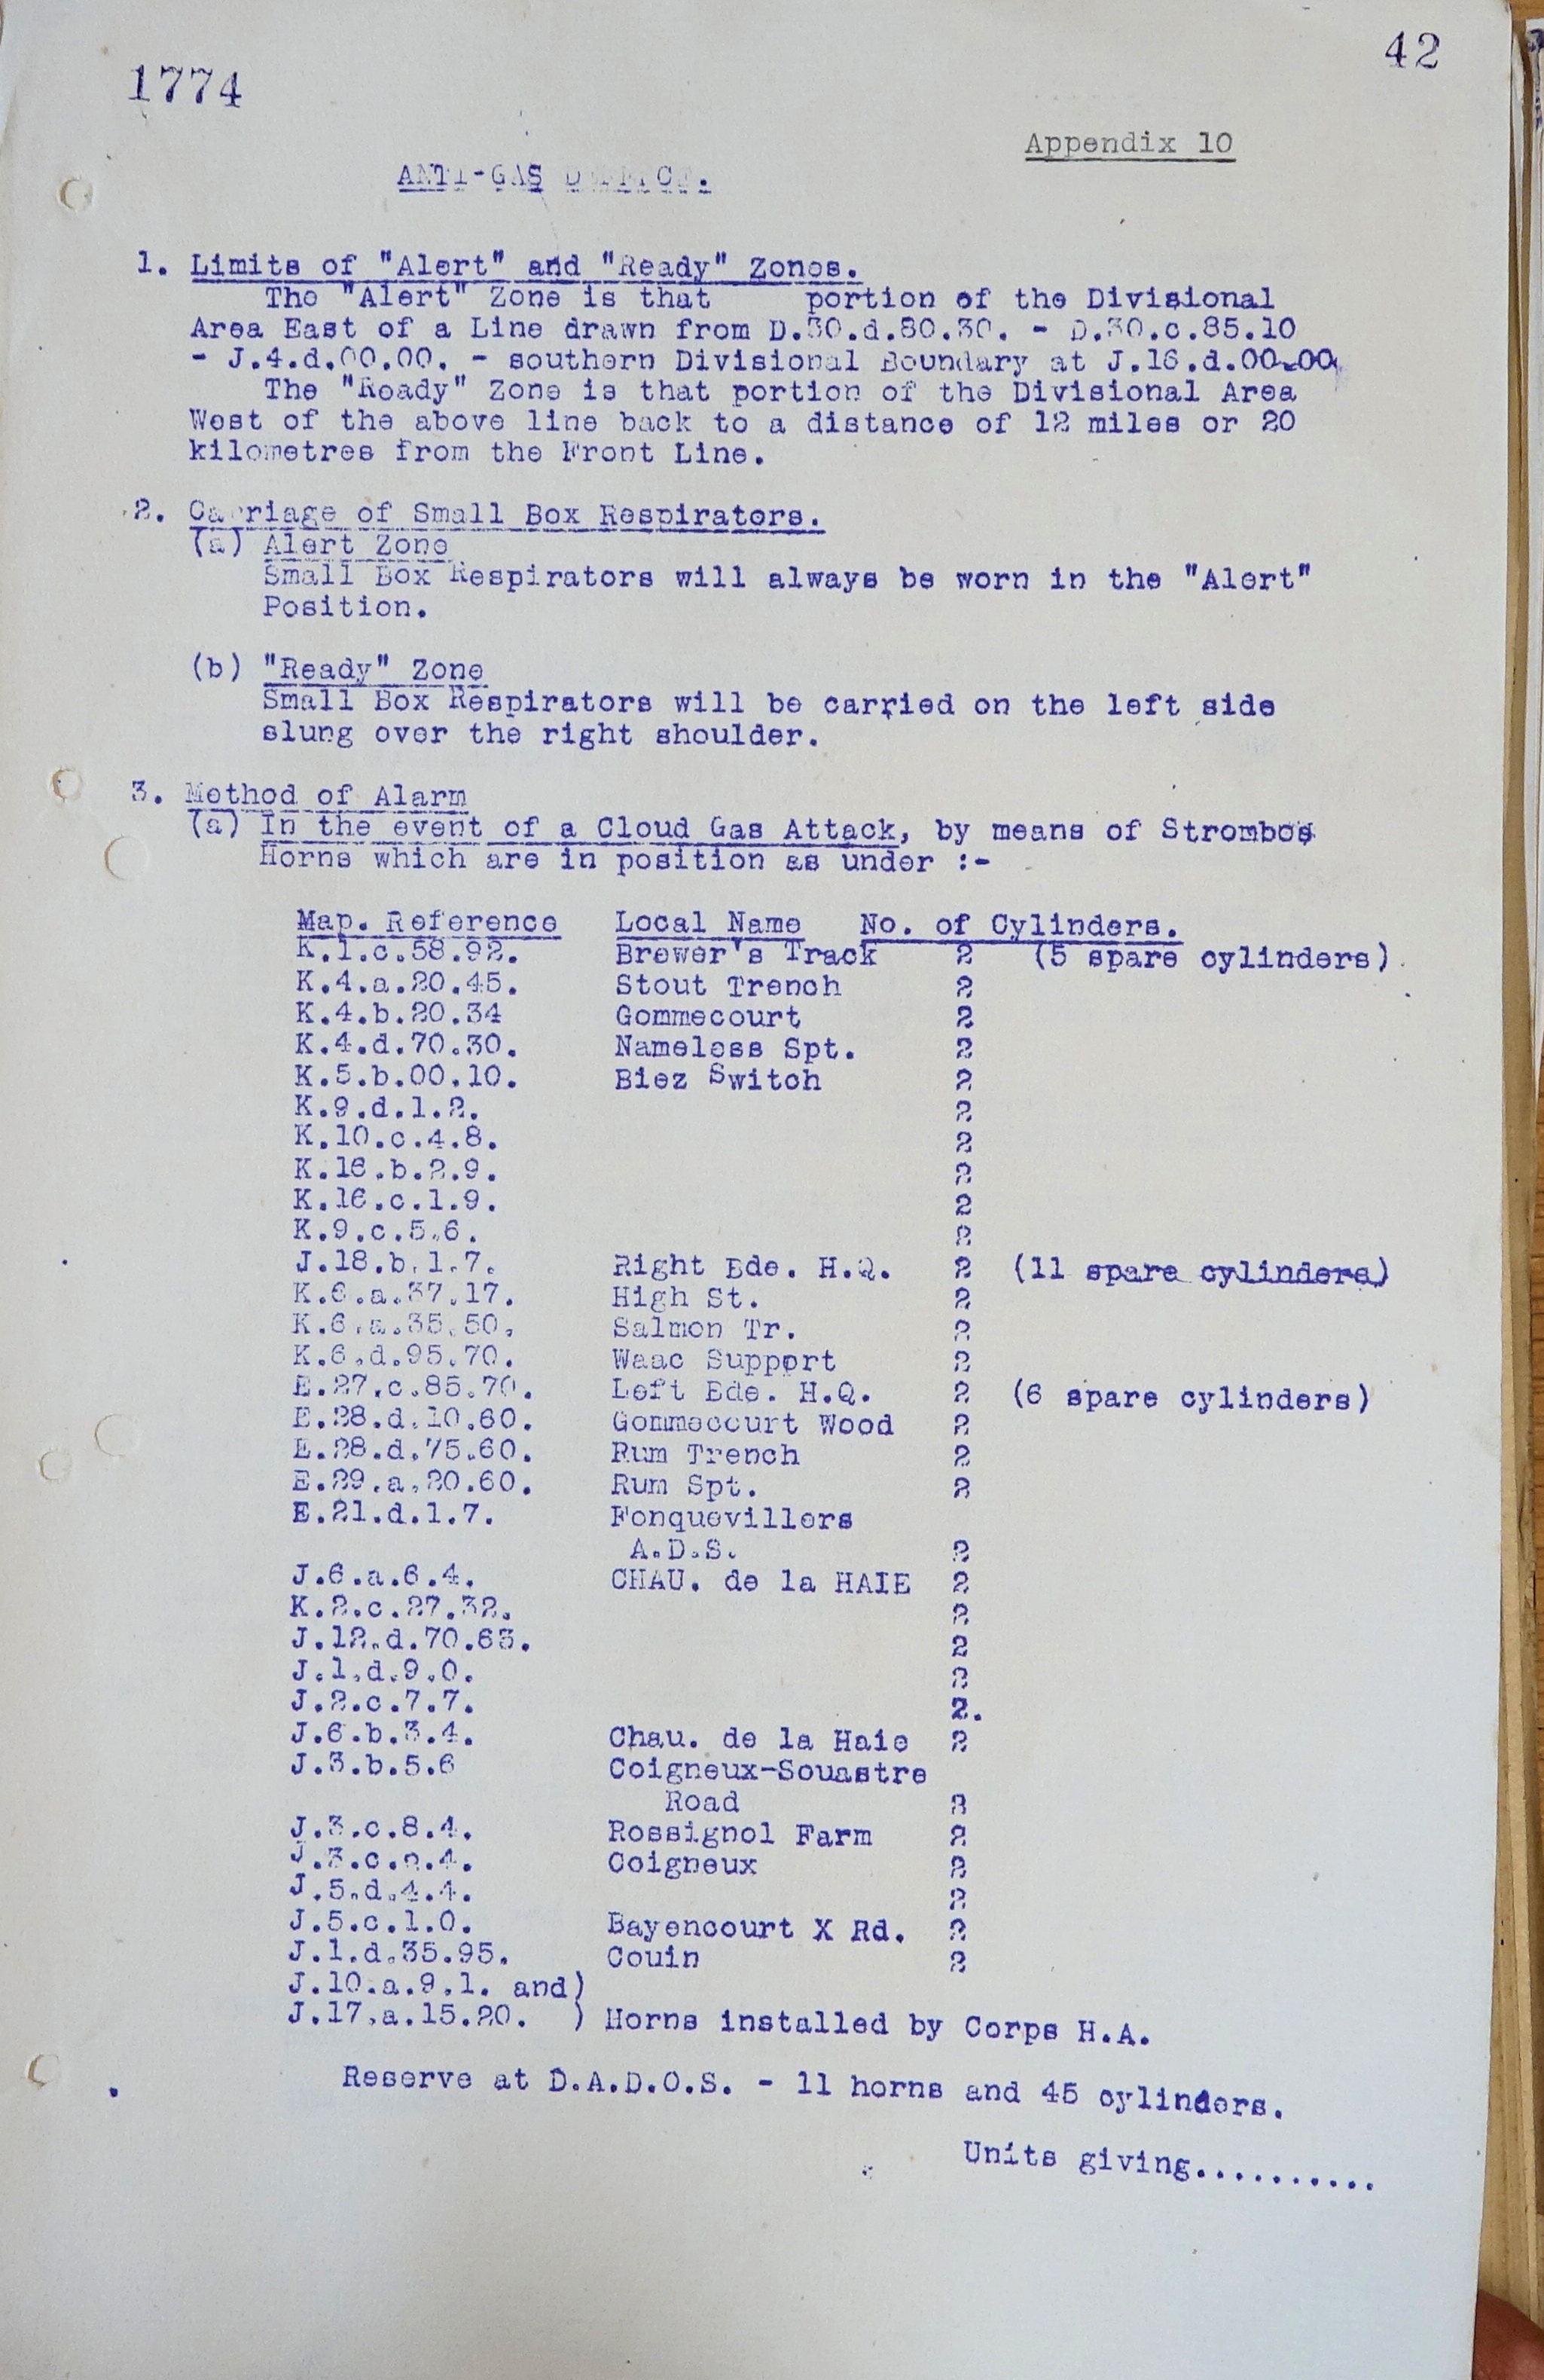 1774
42
Appendix 10
ANTI-GAS DEFENCE.
1. Limits of "Alert" and "Ready" Zones.
The "Alert" Zone is that portion of the Divisional
Area East of a Line drawn from D.30.d.80.30. - D.30.c.85.10
- J.4.d.00.00. - southern Divisional Boundary at J.16.d.00-00
The "Ready" Zone is that portion of the Divisional Area
West of the above line back to a distance of 12 miles or 20
kilometres from the Front Line.
2. Carriage of Small Box Respirators.
(a) Alert Zone
Small Box Respirators will always be worn in the "Alert"
Position.
(b) "Ready" Zone
Small Box Respirators will be carried on the left side
slung over the right shoulder.
3. Method of Alarm
(a) In the event of a Cloud Gas Attack, by means of Strombos
Horns which are in position as under :-
Map. Reference Local Name No. of Cylinders.
K.1.c.58.92. Brewer's Track 2 (5 spare cylinders).
K.4.a.20.45. Stout Trench 2
K.4.b.20.34 Gommecourt 2
K.4.d.70.30. Nameless Spt. 2
K.5.b.00.10. Biez Switch 2
K.9.d.1.2. 2
K.10.c.4.8. 2
K.16.b.2.9. 2
K.16.c.1.9. 2
K.9.c.5.6. 2
J.18.b.1.7. Right Bde. H.Q. 2 (11 spare cylinders)
K.6.a.37.17. High St. 2
K.6.a.35.50. Salmon Tr. 2
K.6.d.95.70. Waac Support 2
E.27.c.85.70. Left Bde. H.Q. 2 (6 spare cylinders)
E.28.d.10.60. Gommecourt Wood 2
E.28.d.75.60. Rum Trench 2
E.29.a.20.60. Rum Spt. 2
E.21.d.1.7. Fonquevillers
A.D.S. 2
J.6.a.6.4. CHAU. de la HAIE 2
K.2.c.27.32. 2
J.12.d.70.63. 2
J.1.d.9.0. 2
J.2.c.7.7. 2.
J.6.b.3.4. Chau. de la Haie 2
J.3.b.5.6 Coigneux-Souastre
Road 2
J.3.c.8.4. Rossignol Farm 2
J.3.c.2.4. Coigneux 2
J.5.d.4.4. 2
J.5.c.1.0. Bayencourt X Rd. 2
J.1.d.35.95. Couin 2
J.10.a.9.1. and)
J.17.a.15.20. ) Horns installed by Corps H.A.
Reserve at D.A.D.O.S. - 11 horns and 45 cylinders.
Units giving..........